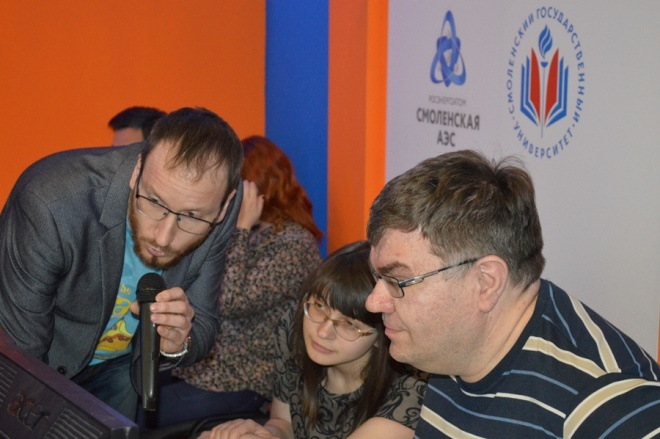 РОСЭНЕРГОАТОМ
СМОЛЕНСКАЯ
АЭС
СМОЛЕНСКИЙ ГОСУДАРСТВЕННЫЙ
УНИВЕРСИТЕТ
acer